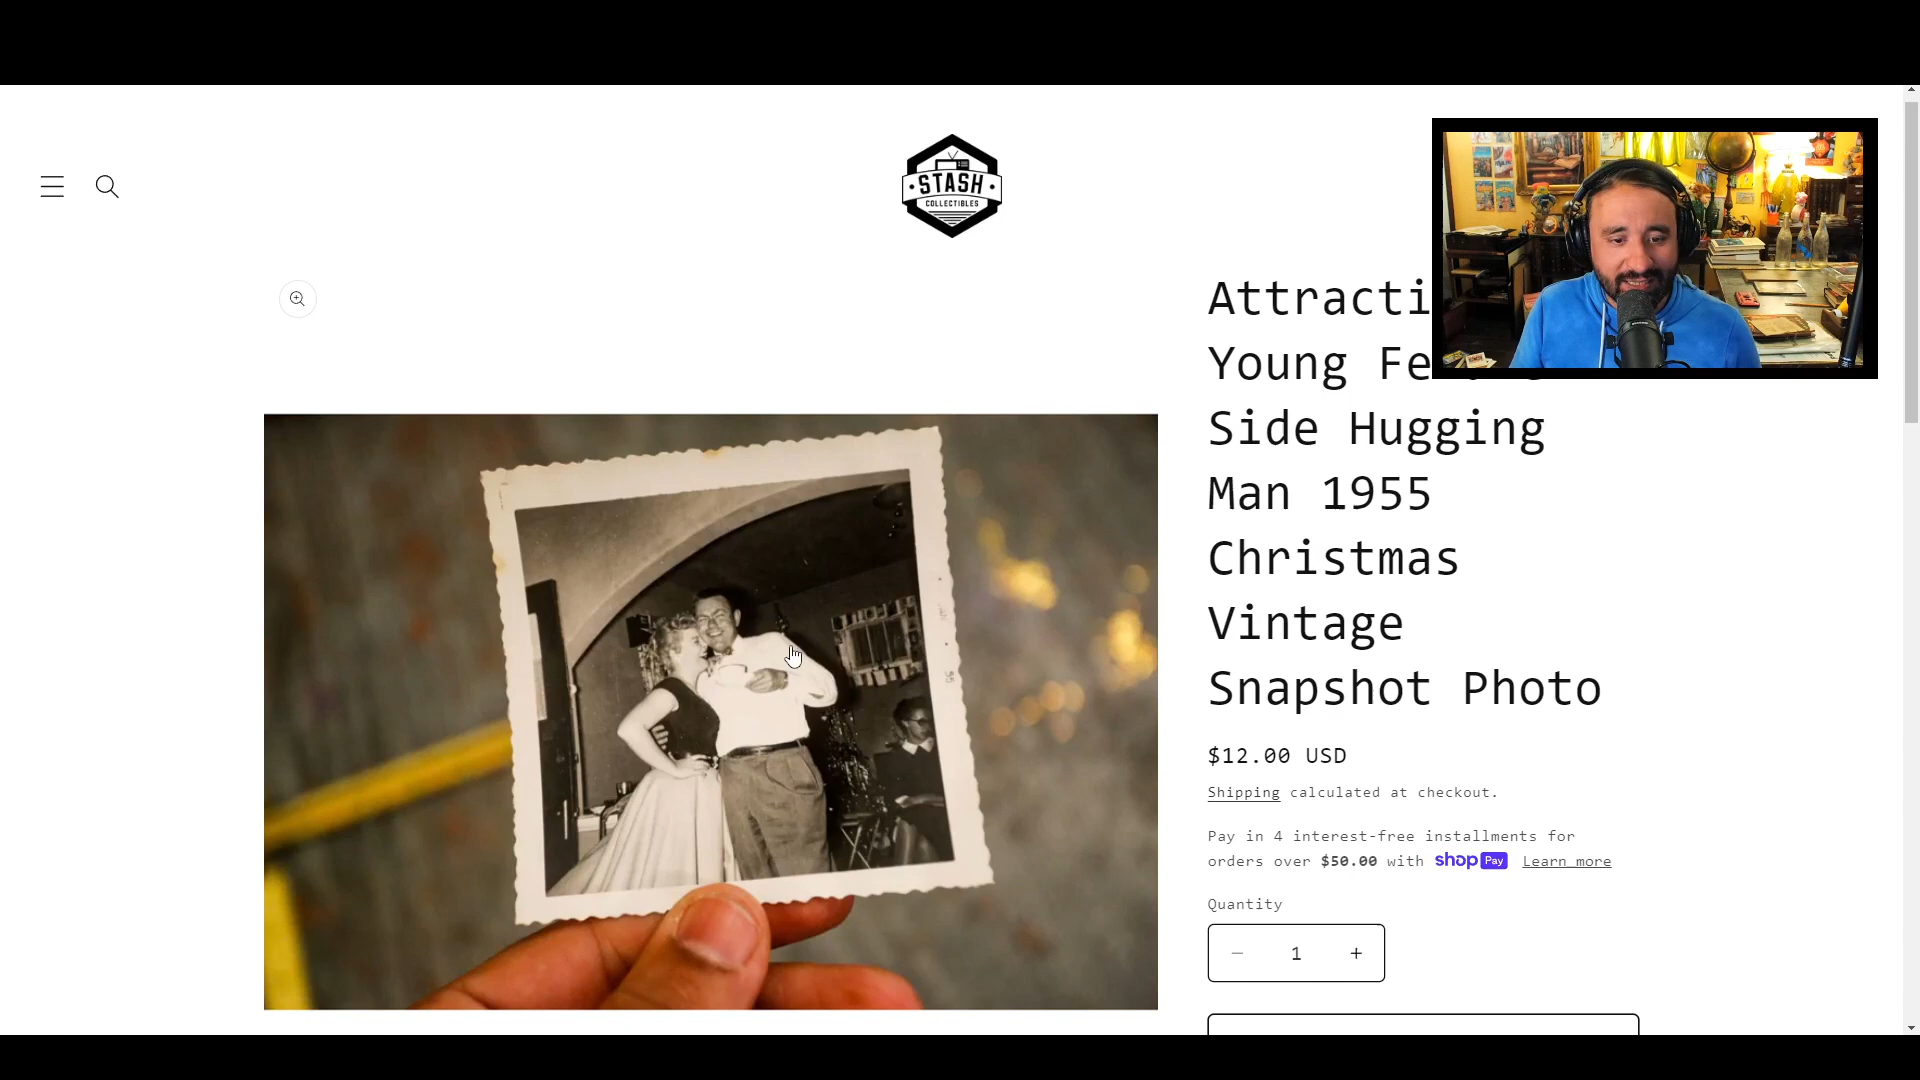 STASH
COLLECTIBLES
Attracti
Young Fe
Side Hugging
Man 1955
Christmas
Vintage
Snapshot Photo
$12.00 USD
Shipping calculated at checkout.
Pay in 4 interest-free installments for
orders over $50.00 with shop Pay Learn more
Quantity
− 1 +